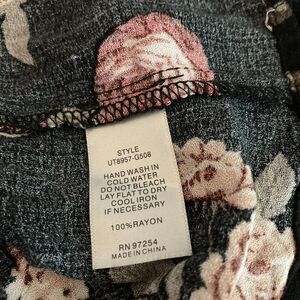 STYLE
UT8957-G508
HAND WASH IN
COLD WATER
DO NOT BLEACH
LAY FLAT TO DRY
COOL IRON
IF NECESSARY
100%RAYON
RN 97254
MADE IN CHINA